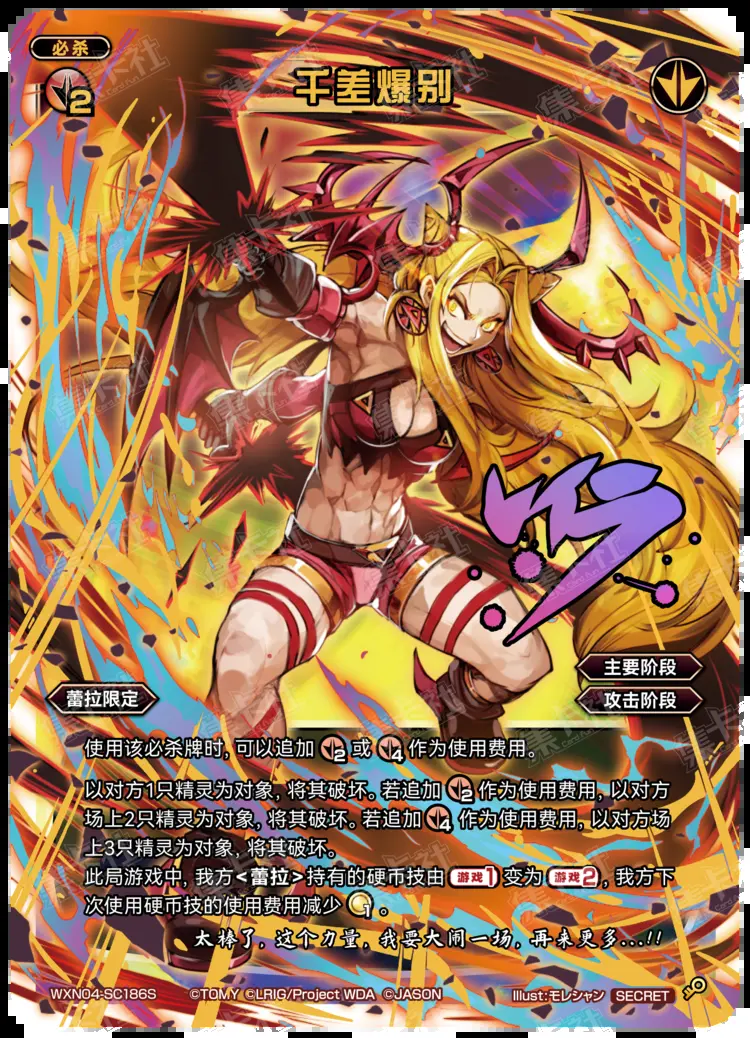 必杀
2
千差爆别
VS
主要阶段
蕾拉限定
攻击阶段
使用该必杀牌时,可以追加 2 或 4 作为使用费用。
以对方1只精灵为对象,将其破坏。若追加 2 作为使用费用,以对方
场上2只精灵为对象,将其破坏。若追加 4 作为使用费用,以对方场
上3只精灵为对象,将其破坏。
此局游戏中,我方<蕾拉>持有的硬币技由 游戏1 变为 游戏2,我方下
次使用硬币技的使用费用减少 1 。
太棒了,这个力量,我要大闹一场,再来更多...!!
WXN04-SC186S ©TOMY ©LRIG/Project WDA ©JASON Illust:モレシャン SECRET
集卡社